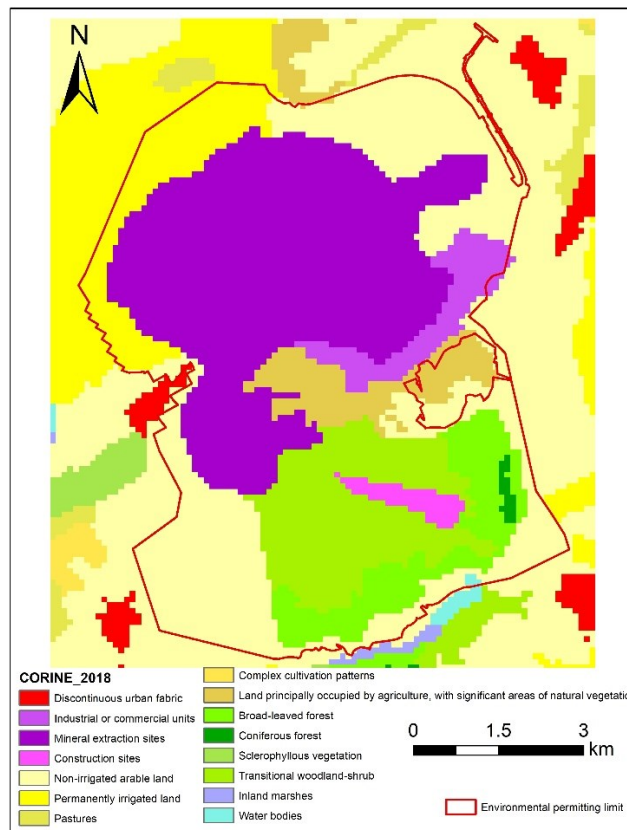 N
CORINE_2018
Discontinuous urban fabric
Industrial or commercial units
Mineral extraction sites
Construction sites
Non-irrigated arable land
Permanently irrigated land
Pastures
Complex cultivation patterns
Land principally occupied by agriculture, with significant areas of natural vegetatio
Broad-leaved forest
Coniferous forest
Sclerophyllous vegetation
Transitional woodland-shrub
Inland marshes
Water bodies
0 1.5 3
km
Environmental permitting limit